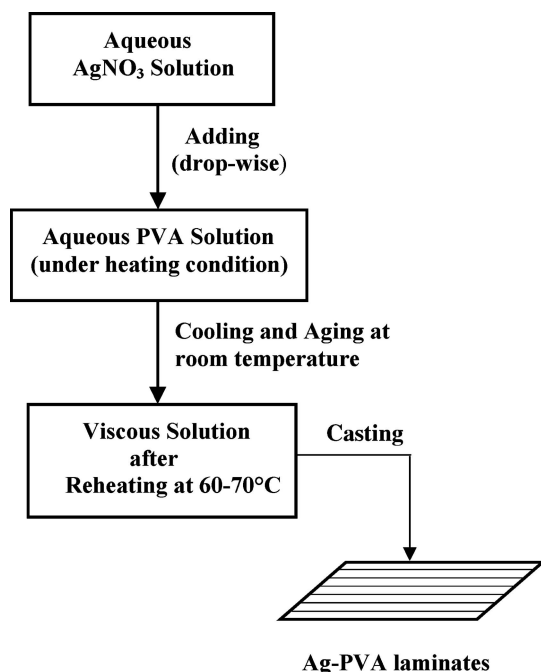 Aqueous
AgNO₃ Solution
Adding
(drop-wise)
Aqueous PVA Solution
(under heating condition)
Cooling and Aging at
room temperature
Viscous Solution
after
Reheating at 60-70°C
Casting
Ag-PVA laminates